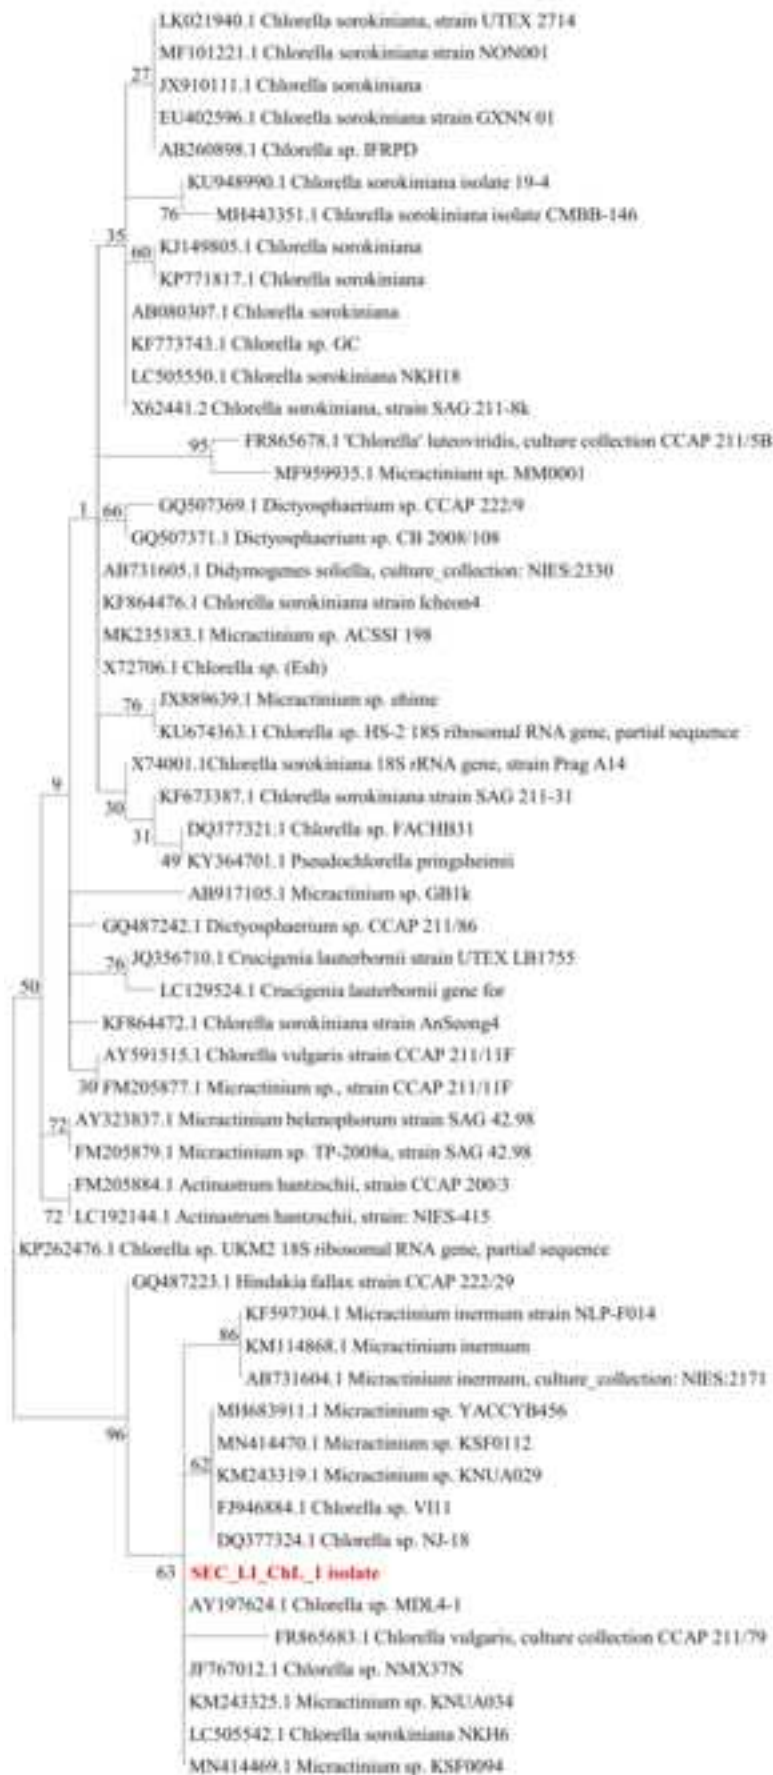 LK021940.1 Chlorella sorokiniana, strain UTEX 2714
MF101221.1 Chlorella sorokiniana strain NON001
27
JX910111.1 Chlorella sorokiniana
EU402596.1 Chlorella sorokiniana strain GXNN 01
AB260898.1 Chlorella sp. IFRPD
KU948990.1 Chlorella sorokiniana isolate 19-4
76 MH443351.1 Chlorella sorokiniana isolate CMBB-146
35
60 KJ149805.1 Chlorella sorokiniana
KP771817.1 Chlorella sorokiniana
AB080307.1 Chlorella sorokiniana
KF773743.1 Chlorella sp. GC
LC505550.1 Chlorella sorokiniana NKH18
X62441.2 Chlorella sorokiniana, strain SAG 211-8k
95 FR865678.1 'Chlorella' luteoviridis, culture collection CCAP 211/5B
MF959935.1 Micractinium sp. MM0001
1 66 GQ507369.1 Dictyosphaerium sp. CCAP 222/9
GQ507371.1 Dictyosphaerium sp. CB 2008/108
AB731605.1 Didymogenes soliella, culture_collection: NIES:2330
KF864476.1 Chlorella sorokiniana strain Icheon4
MK235183.1 Micractinium sp. ACSSI 198
X72706.1 Chlorella sp. (Esh)
76 JX889639.1 Micractinium sp. ehime
KU674363.1 Chlorella sp. HS-2 18S ribosomal RNA gene, partial sequence
X74001.1Chlorella sorokiniana 18S rRNA gene, strain Prag A14
9
30 KF673387.1 Chlorella sorokiniana strain SAG 211-31
31 DQ377321.1 Chlorella sp. FACHB31
49 KY364701.1 Pseudochlorella pringsheimii
AB917105.1 Micractinium sp. GB1k
GQ487242.1 Dictyosphaerium sp. CCAP 211/86
76 JQ356710.1 Crucigenia lauterbornii strain UTEX LB1755
50 LC129524.1 Crucigenia lauterbornii gene for
KF864472.1 Chlorella sorokiniana strain AnSeong4
AY591515.1 Chlorella vulgaris strain CCAP 211/11F
30 FM205877.1 Micractinium sp., strain CCAP 211/11F
72 AY323837.1 Micractinium belenophorum strain SAG 42.98
FM205879.1 Micractinium sp. TP-2008a, strain SAG 42.98
FM205884.1 Actinastrum hantzschii, strain CCAP 200/3
72 LC192144.1 Actinastrum hantzschii, strain: NIES-415
KP262476.1 Chlorella sp. UKM2 18S ribosomal RNA gene, partial sequence
GQ487223.1 Hindakia fallax strain CCAP 222/29
KF597304.1 Micractinium inermum strain NLP-F014
86 KM114868.1 Micractinium inermum
AB731604.1 Micractinium inermum, culture_collection: NIES:2171
MH683911.1 Micractinium sp. YACCYB456
96 MN414470.1 Micractinium sp. KSF0112
62 KM243319.1 Micractinium sp. KNUA029
FJ946884.1 Chlorella sp. VI11
DQ377324.1 Chlorella sp. NJ-18
63 SEC_LI_ChL_1 isolate
AY197624.1 Chlorella sp. MDL4-1
FR865683.1 Chlorella vulgaris, culture collection CCAP 211/79
JF767012.1 Chlorella sp. NMX37N
KM243325.1 Micractinium sp. KNUA034
LC505542.1 Chlorella sorokiniana NKH6
MN414469.1 Micractinium sp. KSF0094